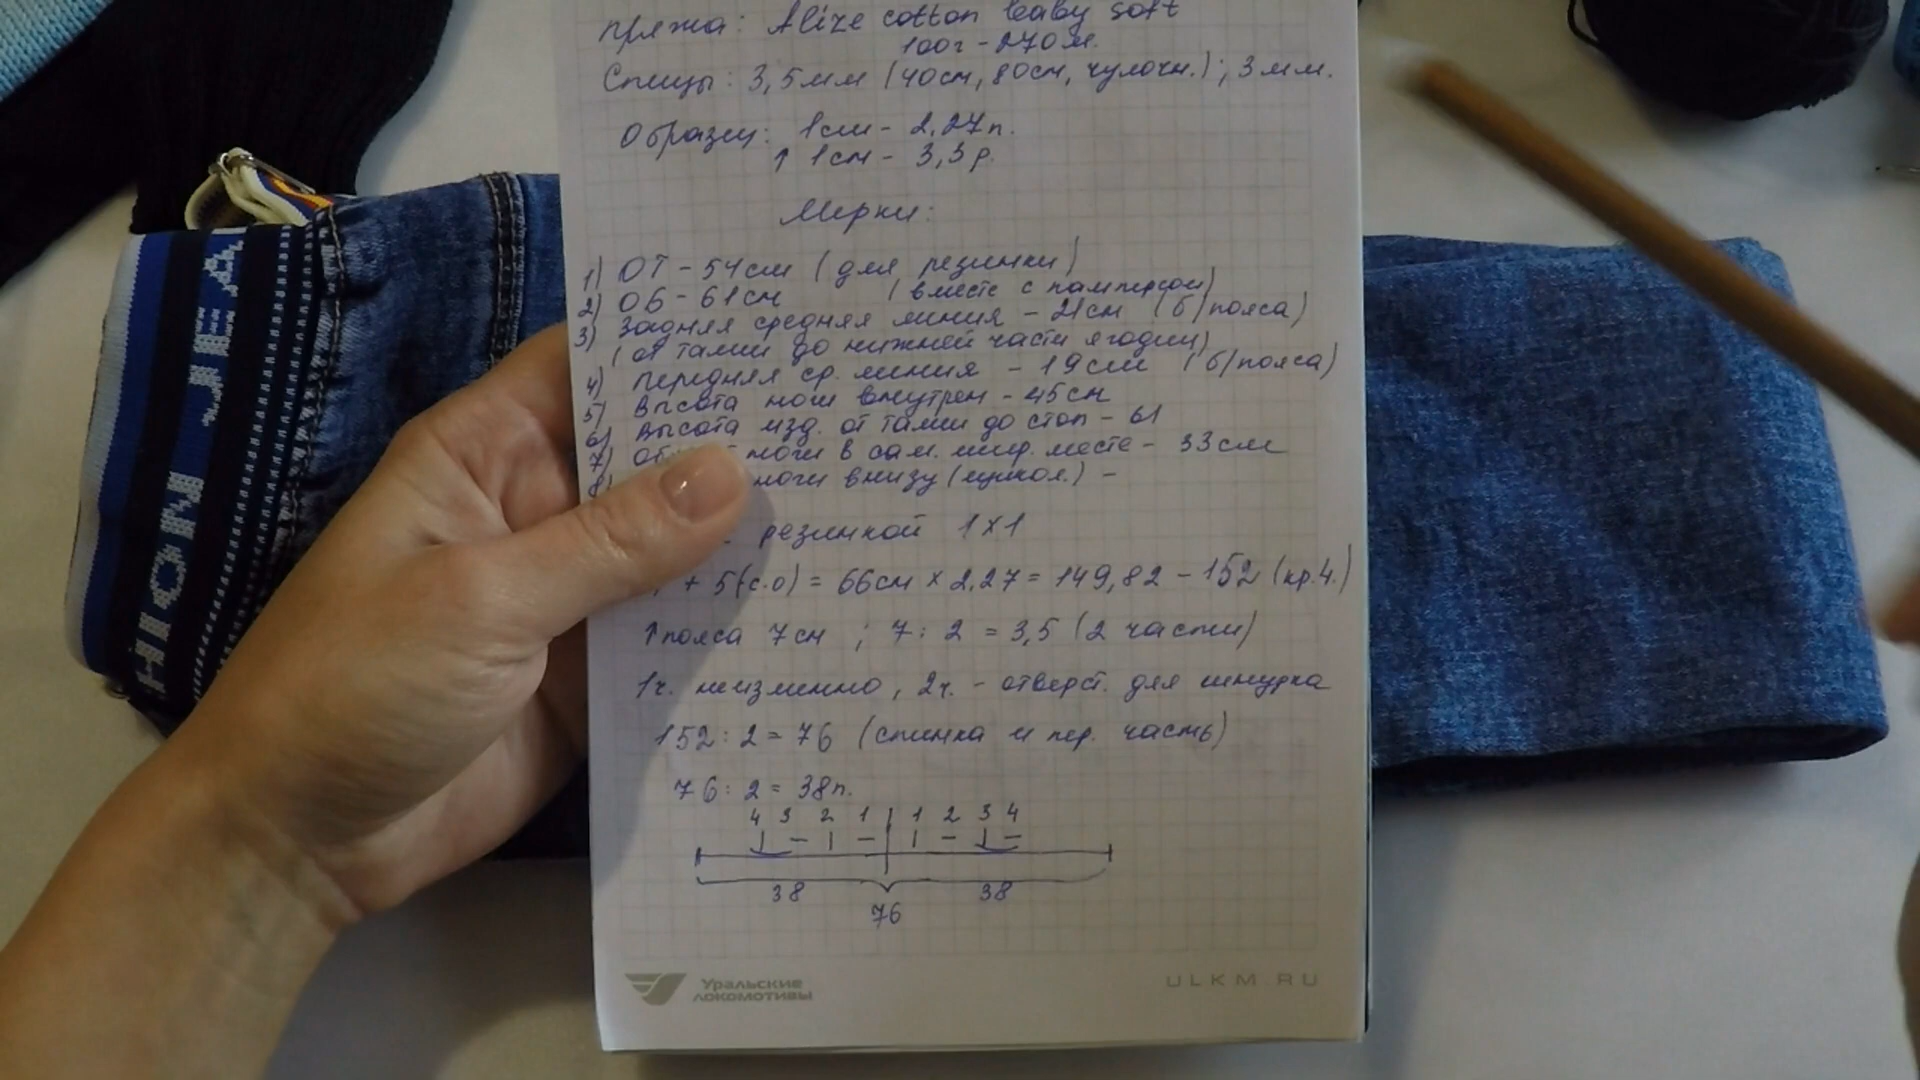 Пряжа: Alize cotton baby soft
100г - 270м.
Спицы: 3,5мм (40см, 80см, чулочн.); 3мм.
Образец: 1см - 2,27п.
↑ 1см - 3,3р.
Мерки:
1) ОТ - 54см (для резинки)
2) ОБ - 61см (вместе с памперсом)
3) Задняя средняя линия - 21см (б/пояса)
(от талии до нижней части ягодиц)
4) Передняя ср. линия - 19см (б/пояса)
5) Высота ноги внутрен - 45см
6) Высота изд. от талии до стоп - 61
7) ноги в сам. шир. месте - 33см
8) ноги внизу (щикол.) -
резинкой 1х1
+ 5(с.о) = 66см х 2,27 = 149,82 - 152 (кр.4.)
↑ пояса 7см ; 7 : 2 = 3,5 (2 части)
1ч. неизменно, 2ч. - отверст. для шнурка
152 : 2 = 76 (спинка и пер. часть)
76 : 2 = 38п.
4 3 2 1 | 1 2 3 4
38 38
76
Уральские
локомотивы
ULKM.RU
HION JEA